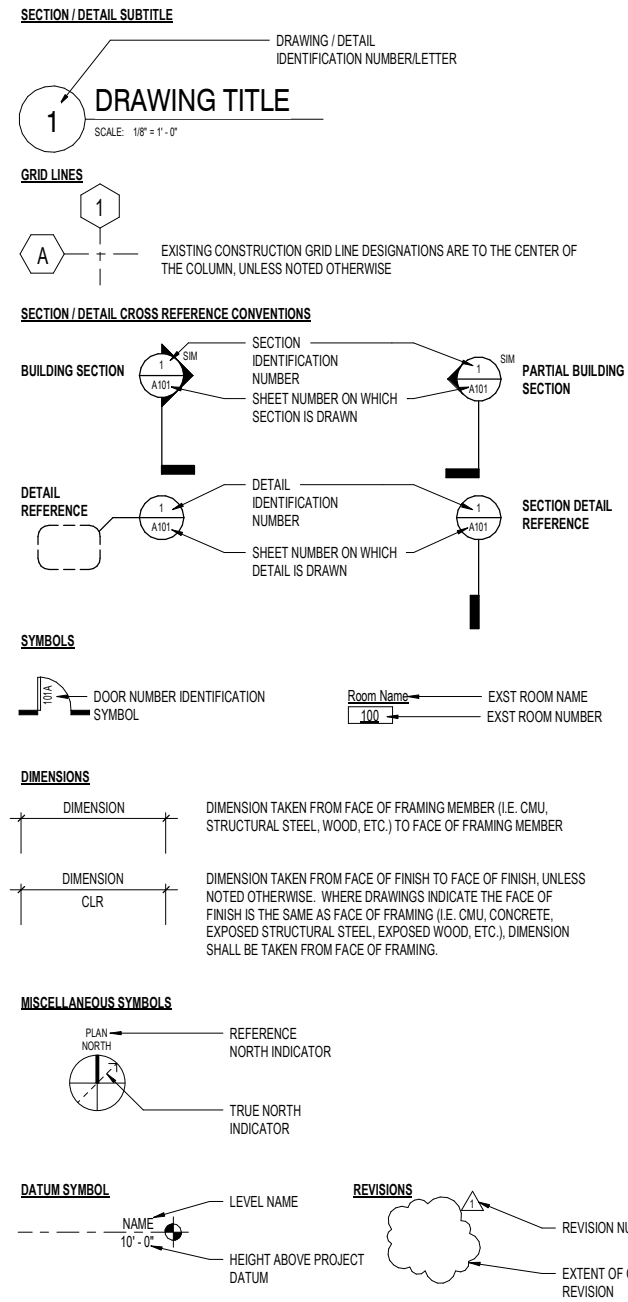 SECTION / DETAIL SUBTITLE
DRAWING / DETAIL
IDENTIFICATION NUMBER/LETTER
1
DRAWING TITLE
SCALE: 1/8" = 1' - 0"
GRID LINES
1
A
EXISTING CONSTRUCTION GRID LINE DESIGNATIONS ARE TO THE CENTER OF
THE COLUMN, UNLESS NOTED OTHERWISE
SECTION / DETAIL CROSS REFERENCE CONVENTIONS
BUILDING SECTION
1
SIM
A101
SECTION
IDENTIFICATION
NUMBER
SHEET NUMBER ON WHICH
SECTION IS DRAWN
1
SIM
A101
PARTIAL BUILDING
SECTION
DETAIL
REFERENCE
1
A101
DETAIL
IDENTIFICATION
NUMBER
SHEET NUMBER ON WHICH
DETAIL IS DRAWN
1
A101
SECTION DETAIL
REFERENCE
SYMBOLS
101A
DOOR NUMBER IDENTIFICATION
SYMBOL
Room Name
EXST ROOM NAME
100
EXST ROOM NUMBER
DIMENSIONS
DIMENSION
DIMENSION TAKEN FROM FACE OF FRAMING MEMBER (I.E. CMU,
STRUCTURAL STEEL, WOOD, ETC.) TO FACE OF FRAMING MEMBER
DIMENSION
CLR
DIMENSION TAKEN FROM FACE OF FINISH TO FACE OF FINISH, UNLESS
NOTED OTHERWISE. WHERE DRAWINGS INDICATE THE FACE OF
FINISH IS THE SAME AS FACE OF FRAMING (I.E. CMU, CONCRETE,
EXPOSED STRUCTURAL STEEL, EXPOSED WOOD, ETC.), DIMENSION
SHALL BE TAKEN FROM FACE OF FRAMING.
MISCELLANEOUS SYMBOLS
PLAN
NORTH
REFERENCE
NORTH INDICATOR
TRUE NORTH
INDICATOR
DATUM SYMBOL
LEVEL NAME
NAME
10' - 0"
HEIGHT ABOVE PROJECT
DATUM
REVISIONS
1
REVISION
EXTENT OF
REVISION